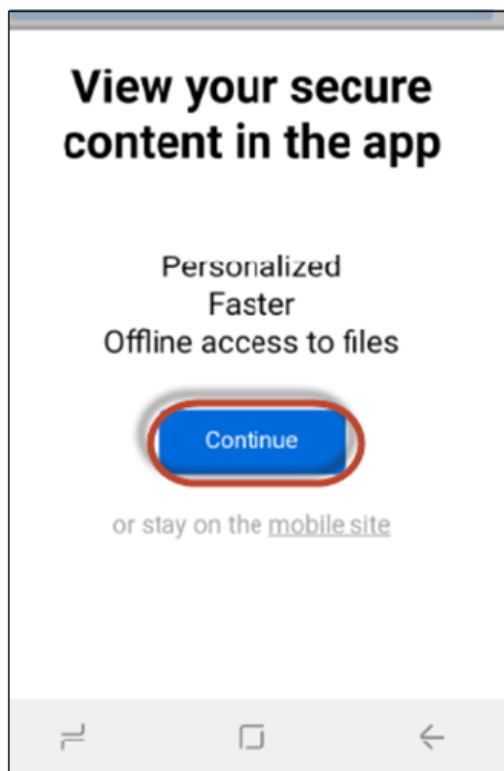 View your secure
content in the app
Personalized
Faster
Offline access to files
Continue
or stay on the mobile site